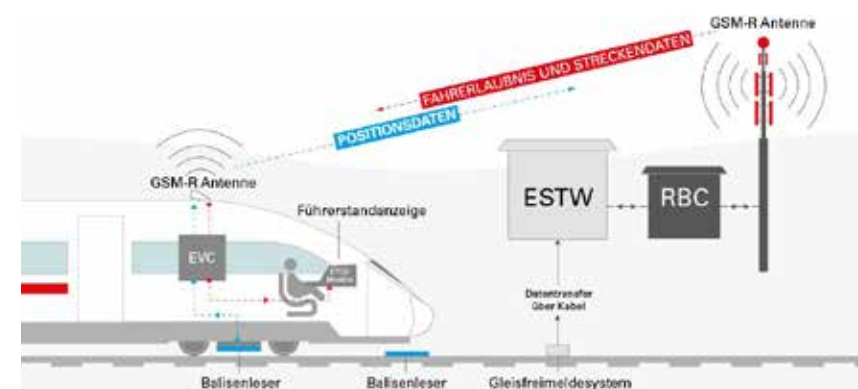 GSM-R Antenne
FAHRERLAUBNIS UND STRECKENDATEN
POSITIONSDATEN
GSM-R Antenne
Führerstandanzeige
EVC
ESTW
RBC
Datentransfer
über Kabel
Balisenleser
Balisenleser
Gleisfreimeldesystem